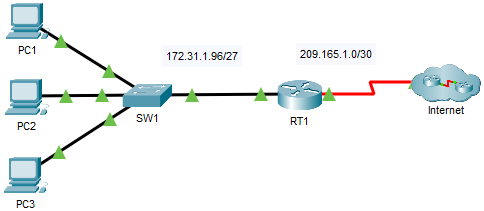 PC1
172.31.1.96/27
209.165.1.0/30
PC2
SW1
RT1
Internet
PC3